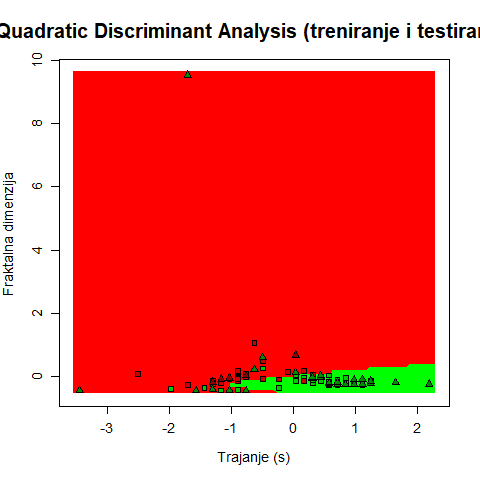 Quadratic Discriminant Analysis (treniranje i testiran
10
8
6
4
2
0
Fraktalna dimenzija
-3 -2 -1 0 1 2
Trajanje (s)